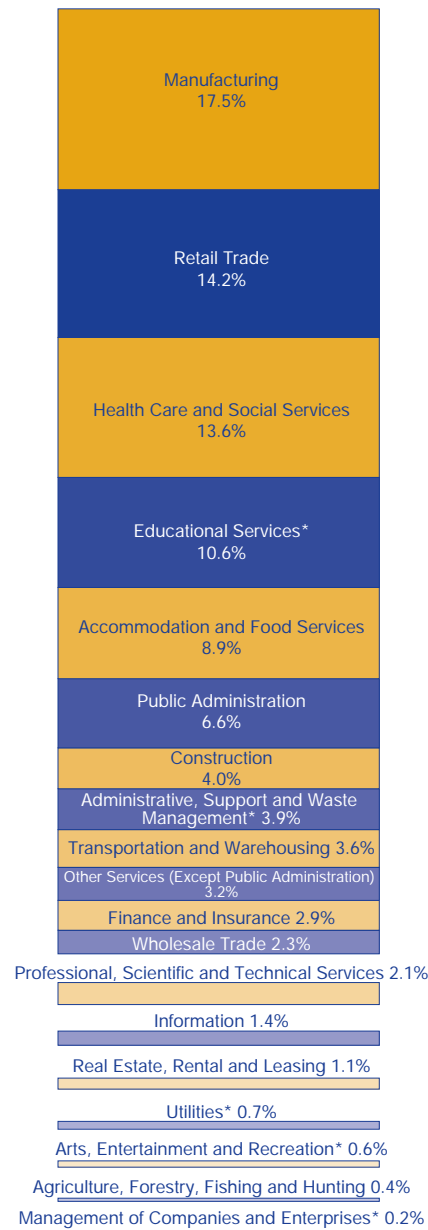 Manufacturing
17.5%
Retail Trade
14.2%
Health Care and Social Services
13.6%
Educational Services*
10.6%
Accommodation and Food Services
8.9%
Public Administration
6.6%
Construction
4.0%
Administrative, Support and Waste
Management* 3.9%
Transportation and Warehousing 3.6%
Other Services (Except Public Administration)
3.2%
Finance and Insurance 2.9%
Wholesale Trade 2.3%
Professional, Scientific and Technical Services 2.1%
Information 1.4%
Real Estate, Rental and Leasing 1.1%
Utilities* 0.7%
Arts, Entertainment and Recreation* 0.6%
Agriculture, Forestry, Fishing and Hunting 0.4%
Management of Companies and Enterprises* 0.2%